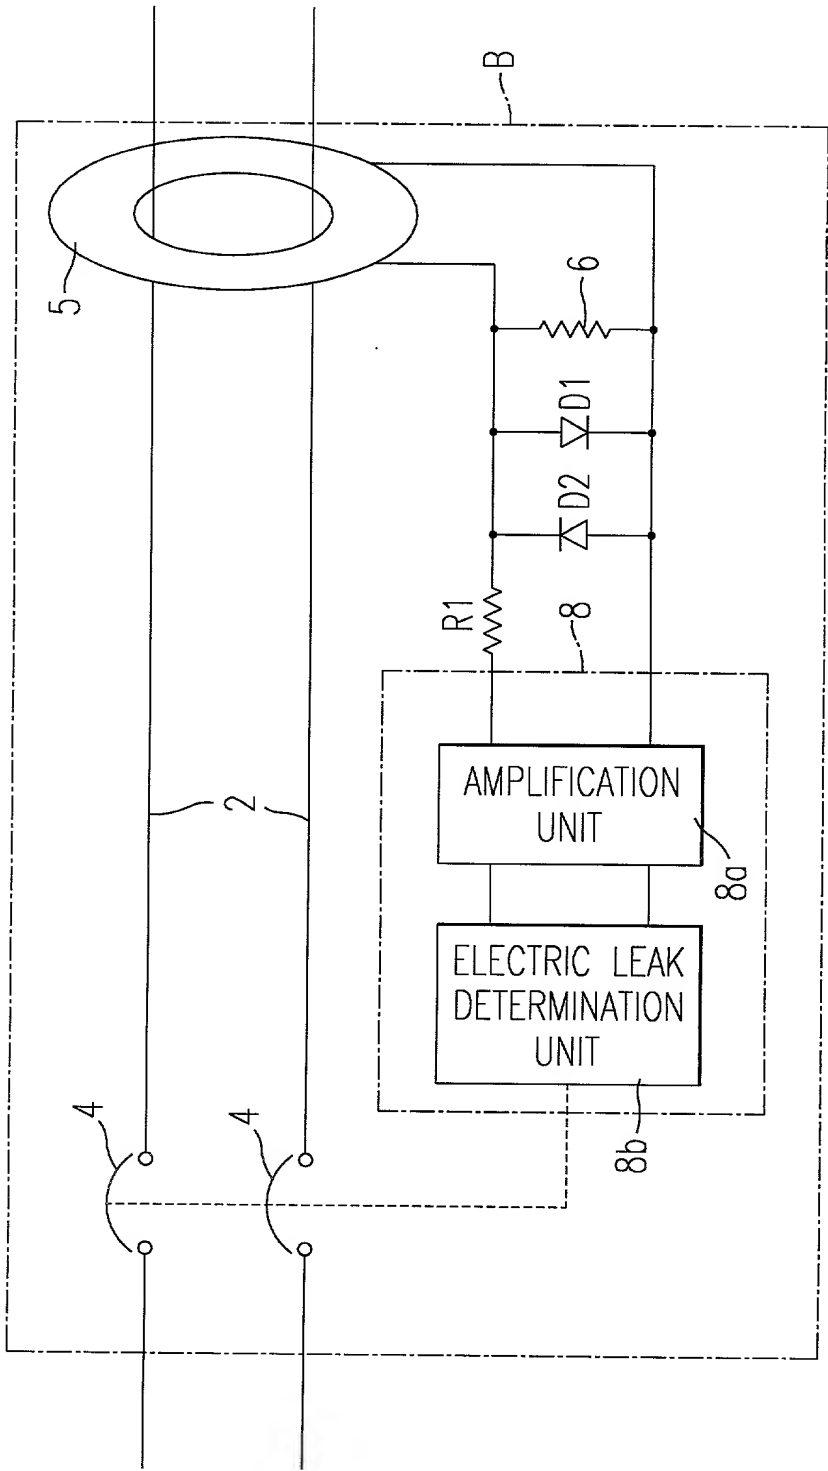 B
5
6
D1
D2
R1
8
2
AMPLIFICATION
UNIT
8a
ELECTRIC LEAK
DETERMINATION
UNIT
8b
4
4